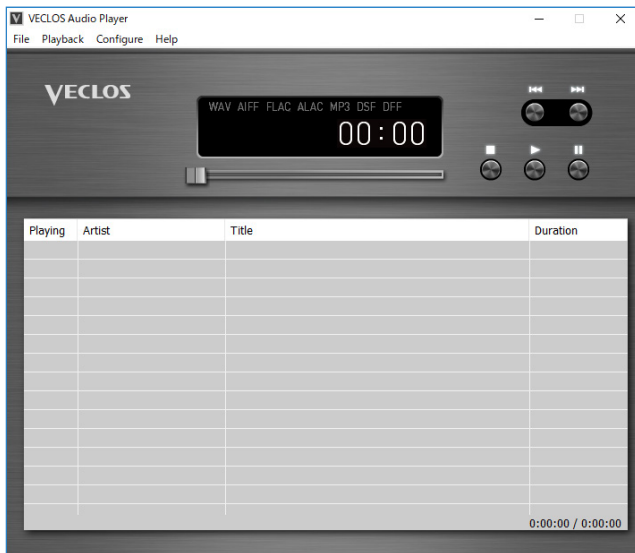 VECLOS Audio Player
File Playback Configure Help
VECLOS
WAV AIFF FLAC ALAC MP3 DSF DFF
00:00
Playing Artist Title Duration
0:00:00 / 0:00:00